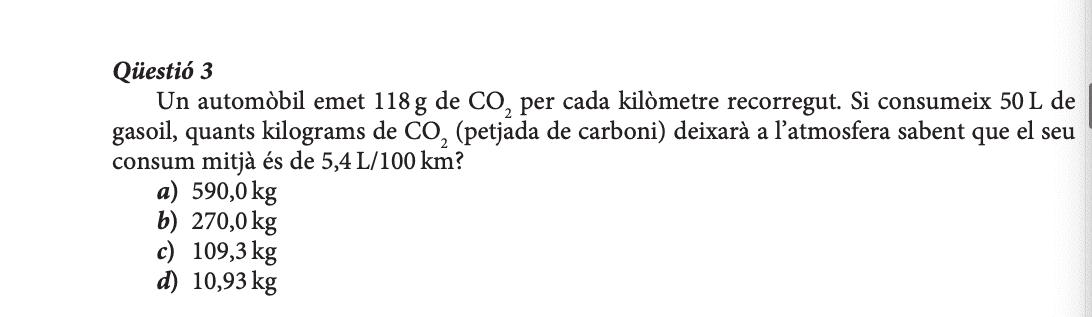 Qüestió 3
Un automòbil emet 118 g de CO₂ per cada kilòmetre recorregut. Si consumeix 50 L de
gasoil, quants kilograms de CO₂ (petjada de carboni) deixarà a l’atmosfera sabent que el seu
consum mitjà és de 5,4 L/100 km?
a) 590,0 kg
b) 270,0 kg
c) 109,3 kg
d) 10,93 kg